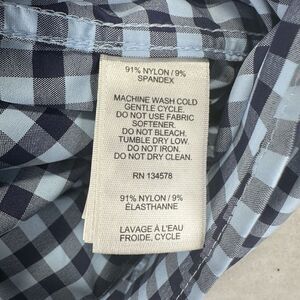 91% NYLON / 9%
SPANDEX
MACHINE WASH COLD
GENTLE CYCLE.
DO NOT USE FABRIC
SOFTENER.
DO NOT BLEACH.
TUMBLE DRY LOW.
DO NOT IRON.
DO NOT DRY CLEAN.
RN 134578
91% NYLON / 9%
ÉLASTHANNE
LAVAGE À L'EAU
FROIDE, CYCLE